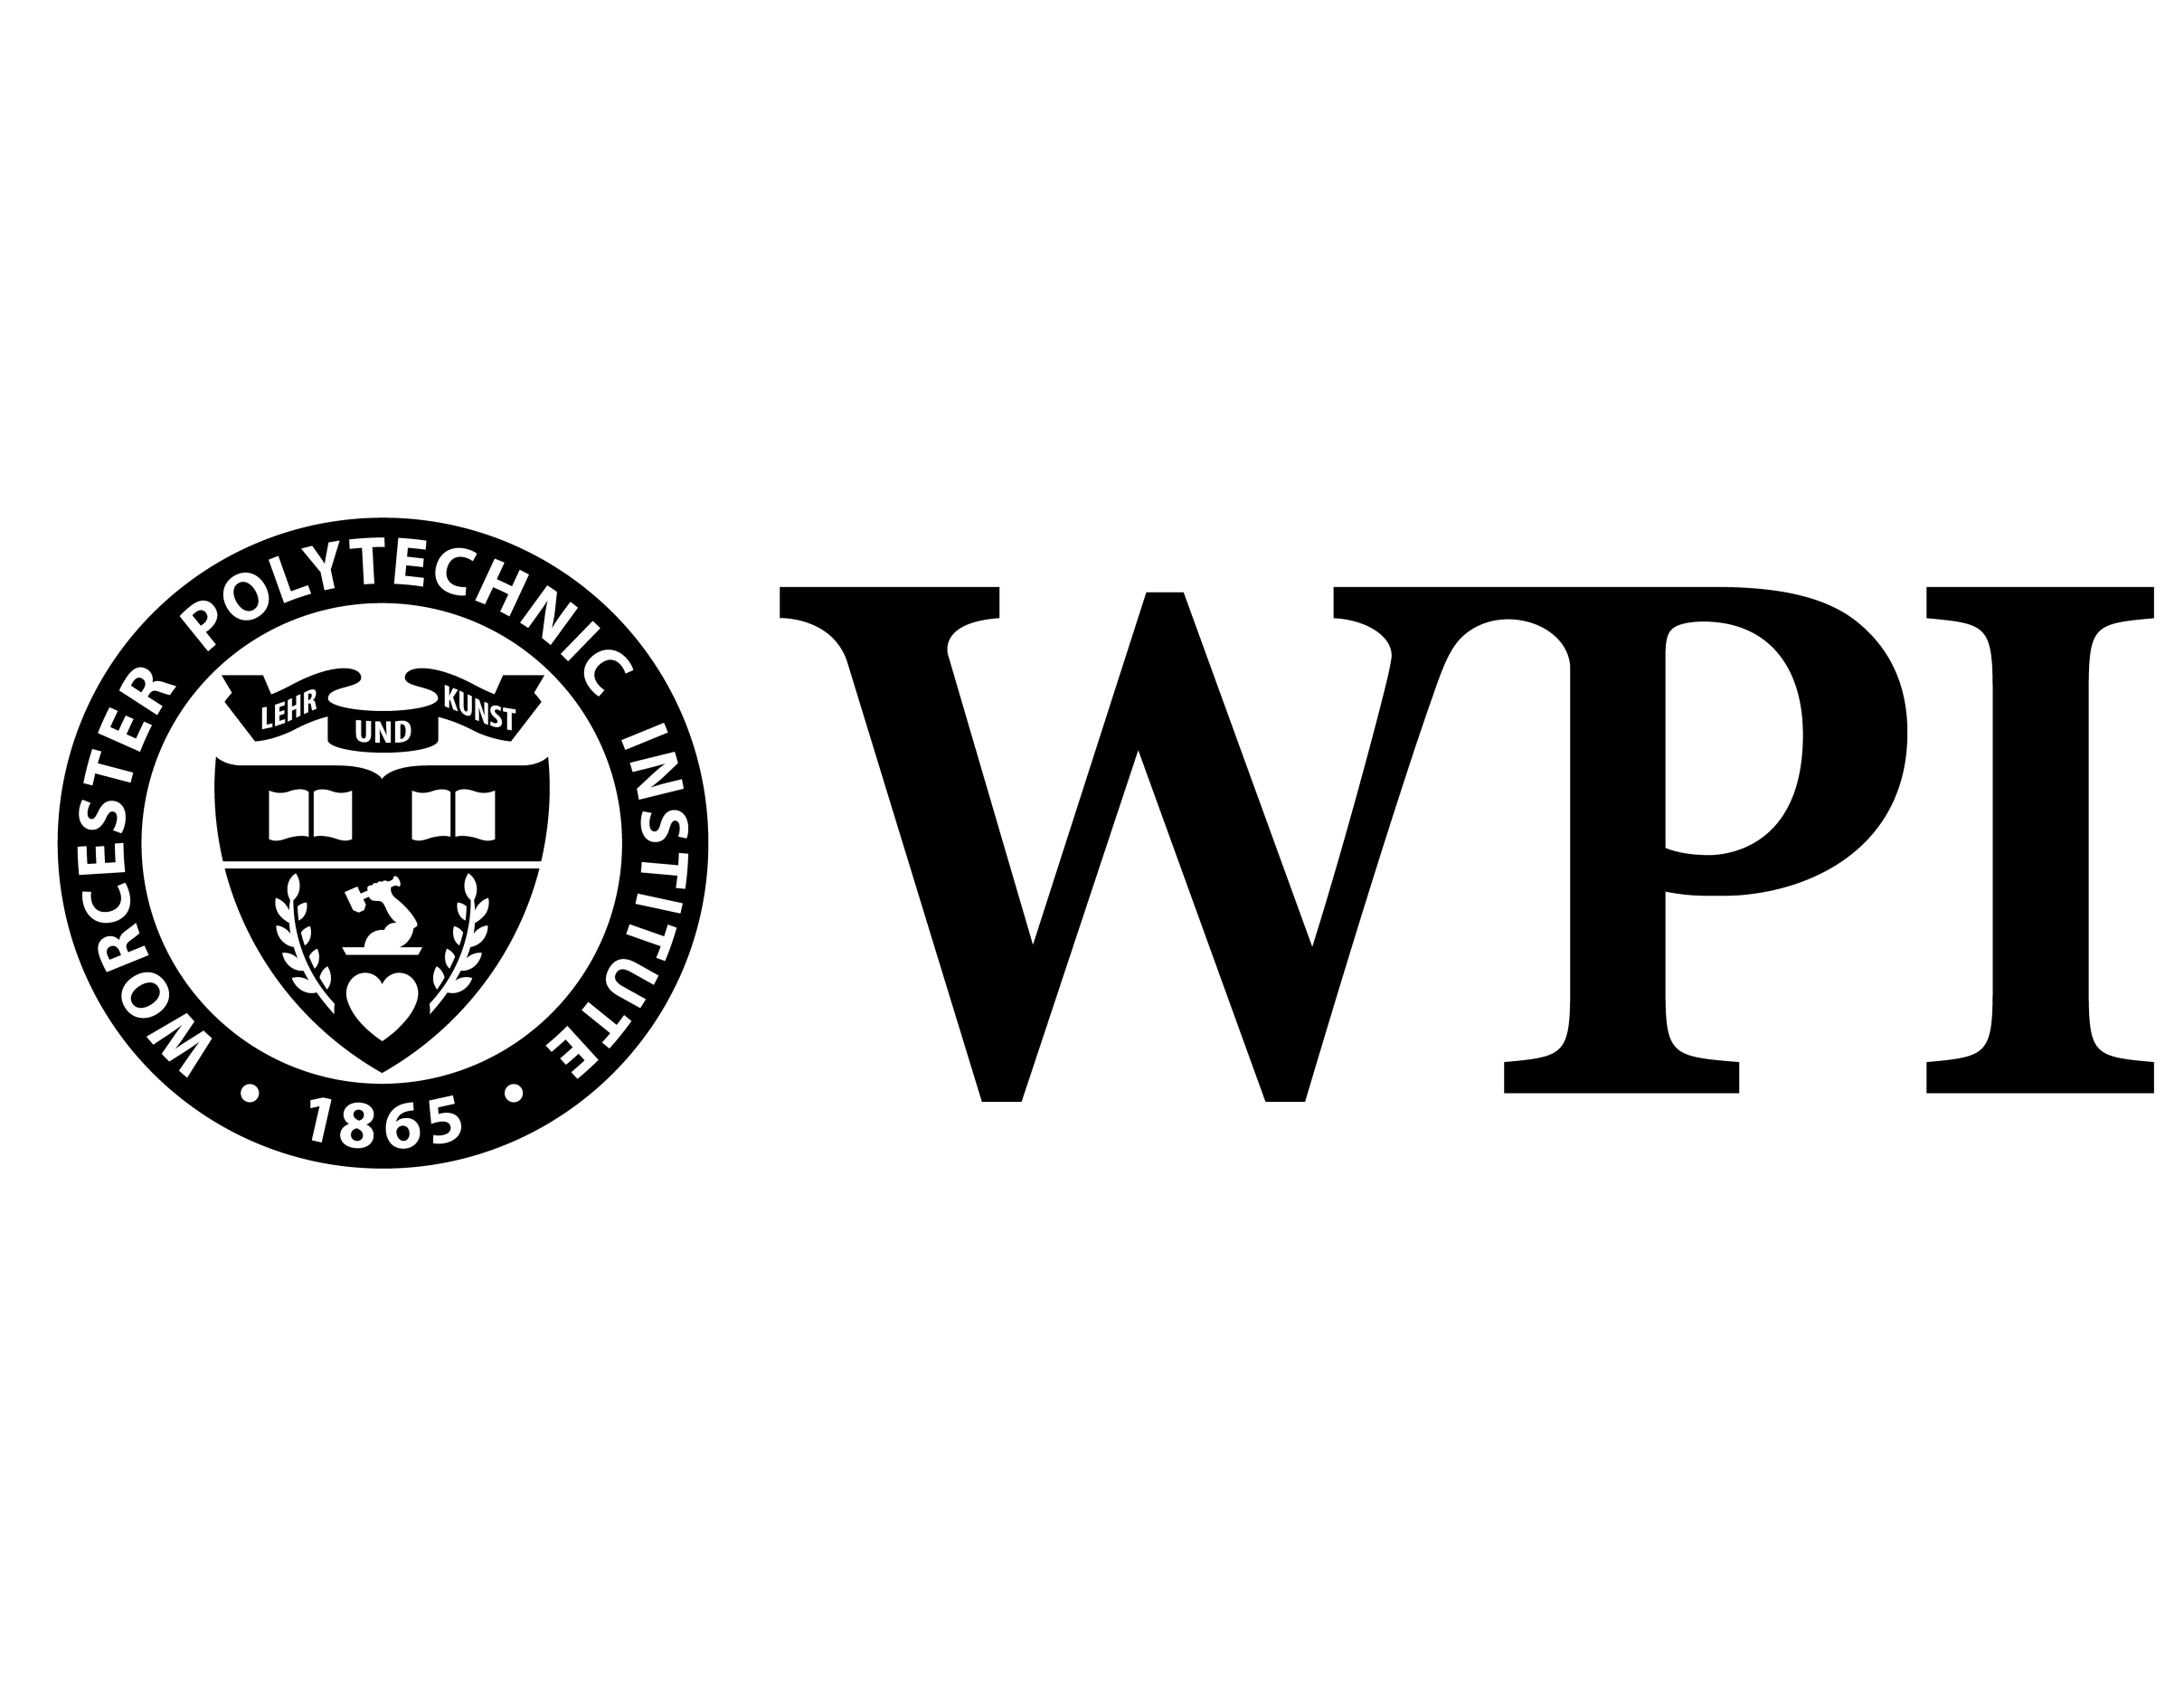 WORCESTER POLYTECHNIC INSTITUTE
LEHR UND KUNST
1865
WPI